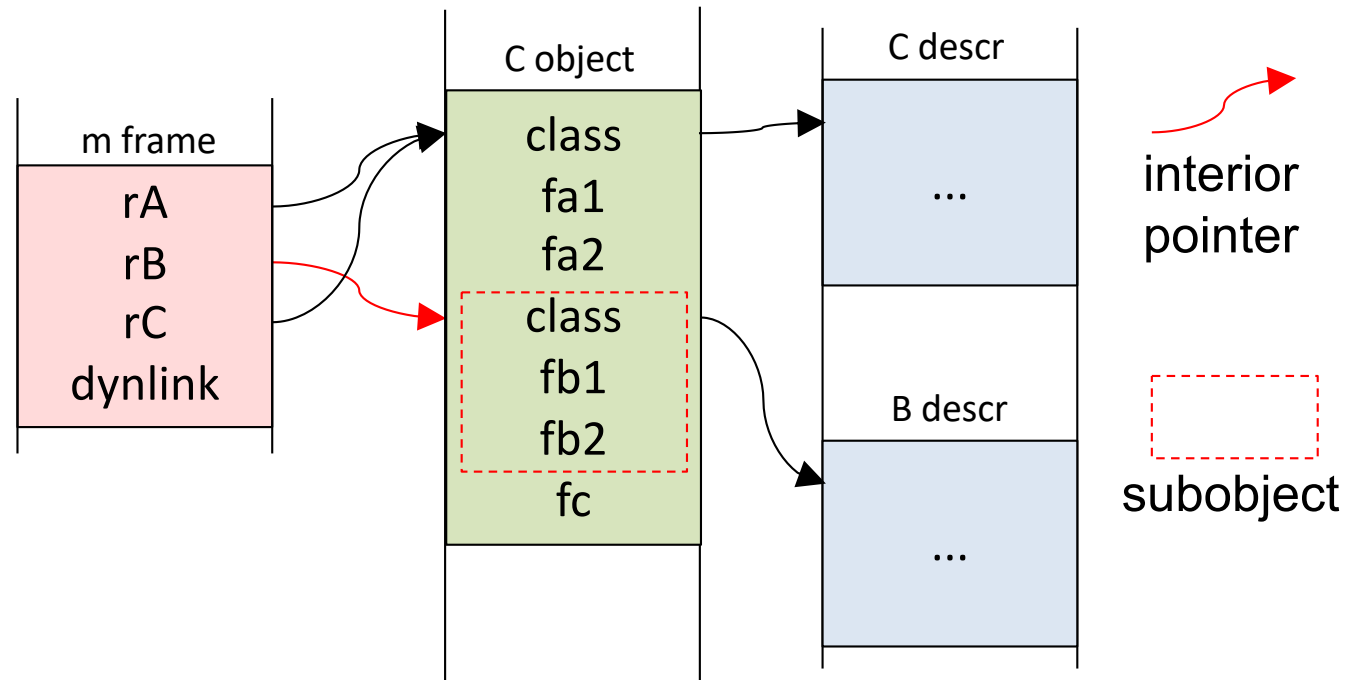 m frame
rA
rB
rC
dynlink
C object
class
fa1
fa2
class
fb1
fb2
fc
C descr
...
B descr
...
interior
pointer
subobject